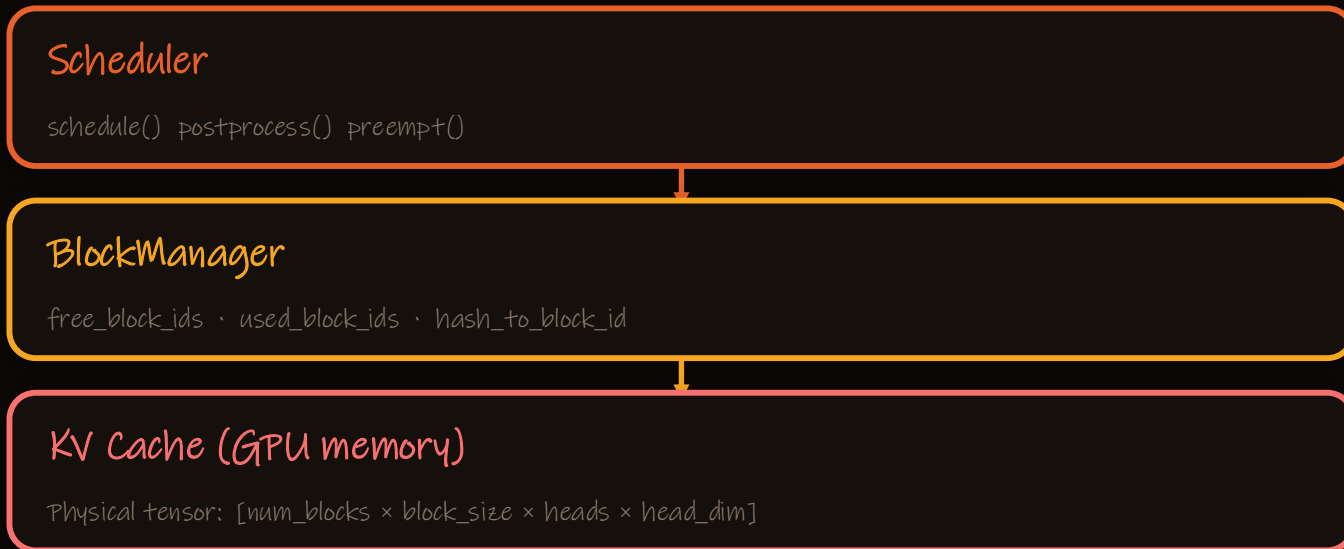 Scheduler
schedule() postprocess() preempt()
BlockManager
free_block_ids · used_block_ids · hash_to_block_id
KV Cache (GPU memory)
Physical tensor: [num_blocks × block_size × heads × head_dim]